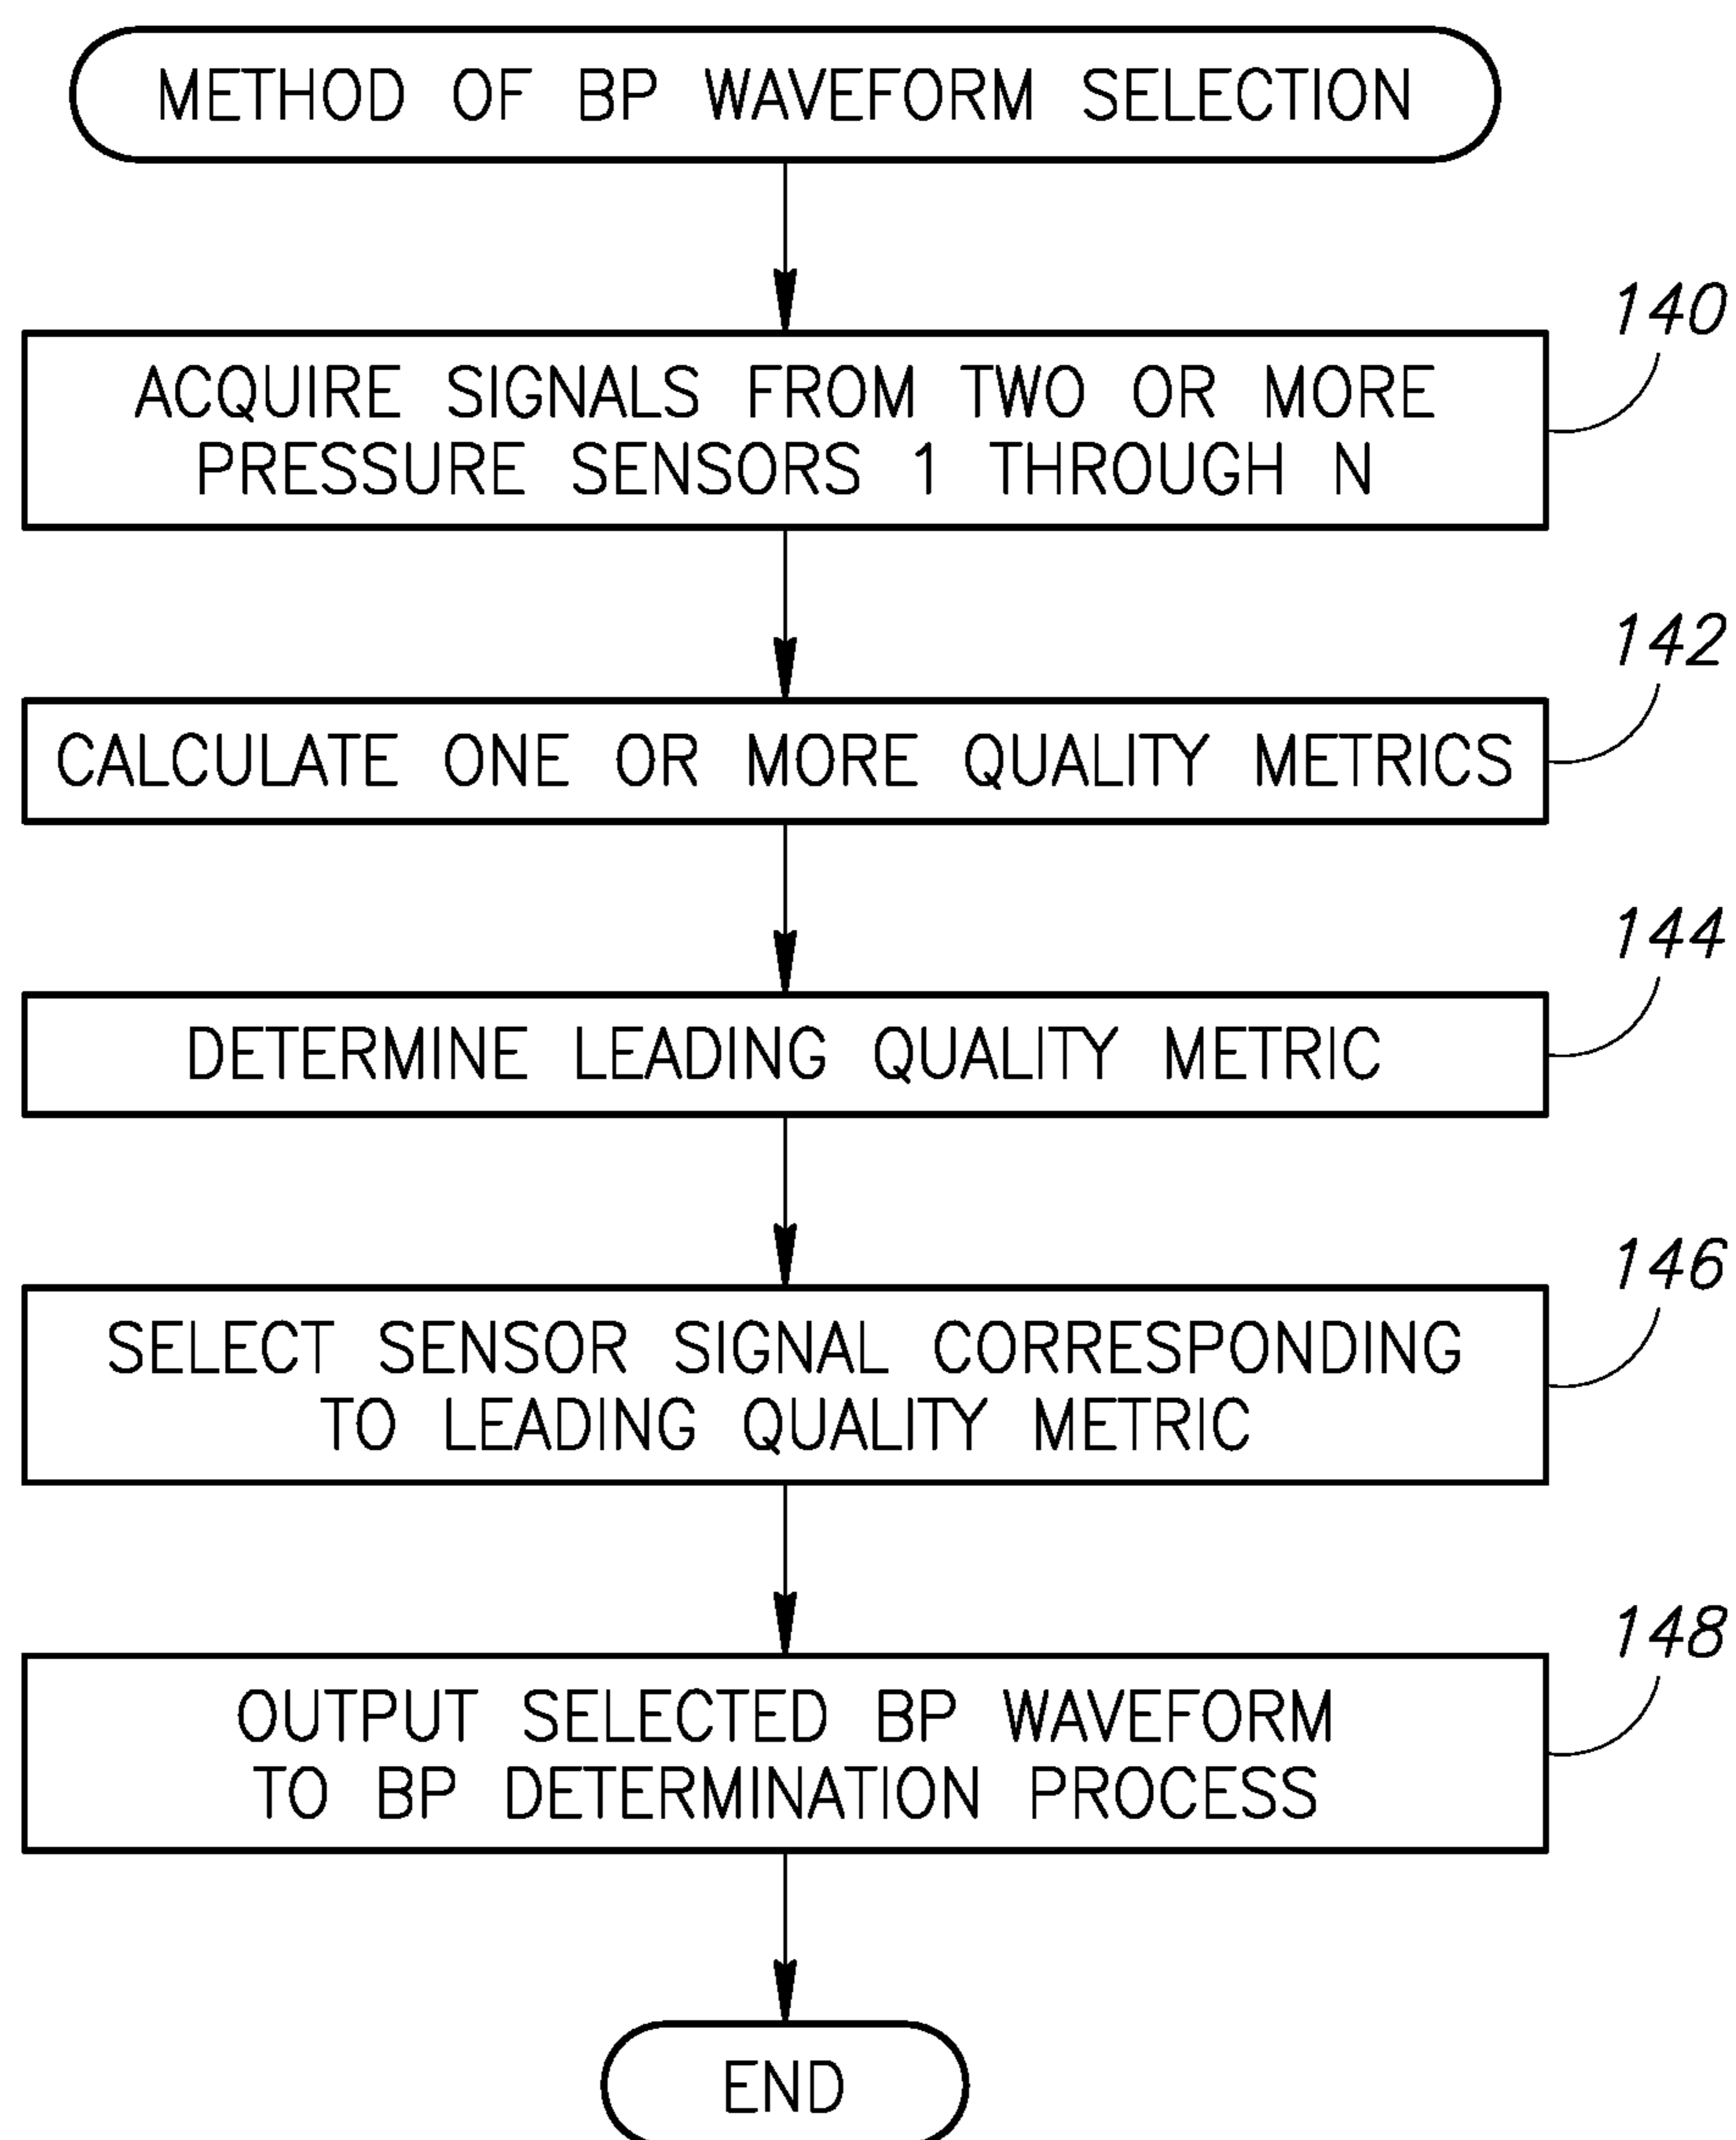 METHOD OF BP WAVEFORM SELECTION
140
ACQUIRE SIGNALS FROM TWO OR MORE
PRESSURE SENSORS 1 THROUGH N
142
CALCULATE ONE OR MORE QUALITY METRICS
144
DETERMINE LEADING QUALITY METRIC
146
SELECT SENSOR SIGNAL CORRESPONDING
TO LEADING QUALITY METRIC
148
OUTPUT SELECTED BP WAVEFORM
TO BP DETERMINATION PROCESS
END